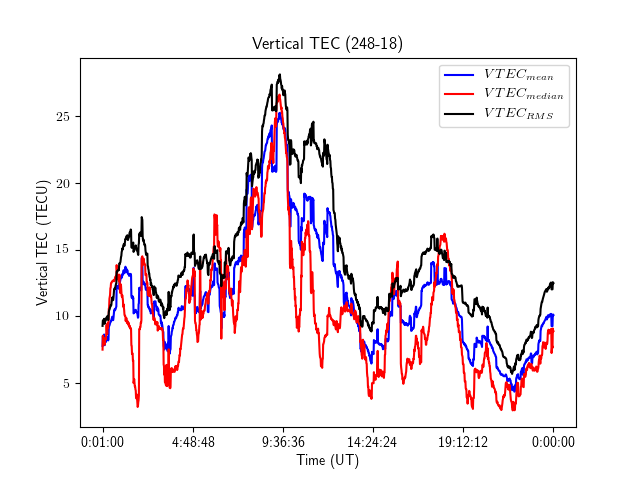 Vertical TEC (248-18)
VTEC_mean
VTEC_median
VTEC_RMS
Vertical TEC (TECU)
25
20
15
10
5
0:01:00 4:48:48 9:36:36 14:24:24 19:12:12 0:00:00
Time (UT)